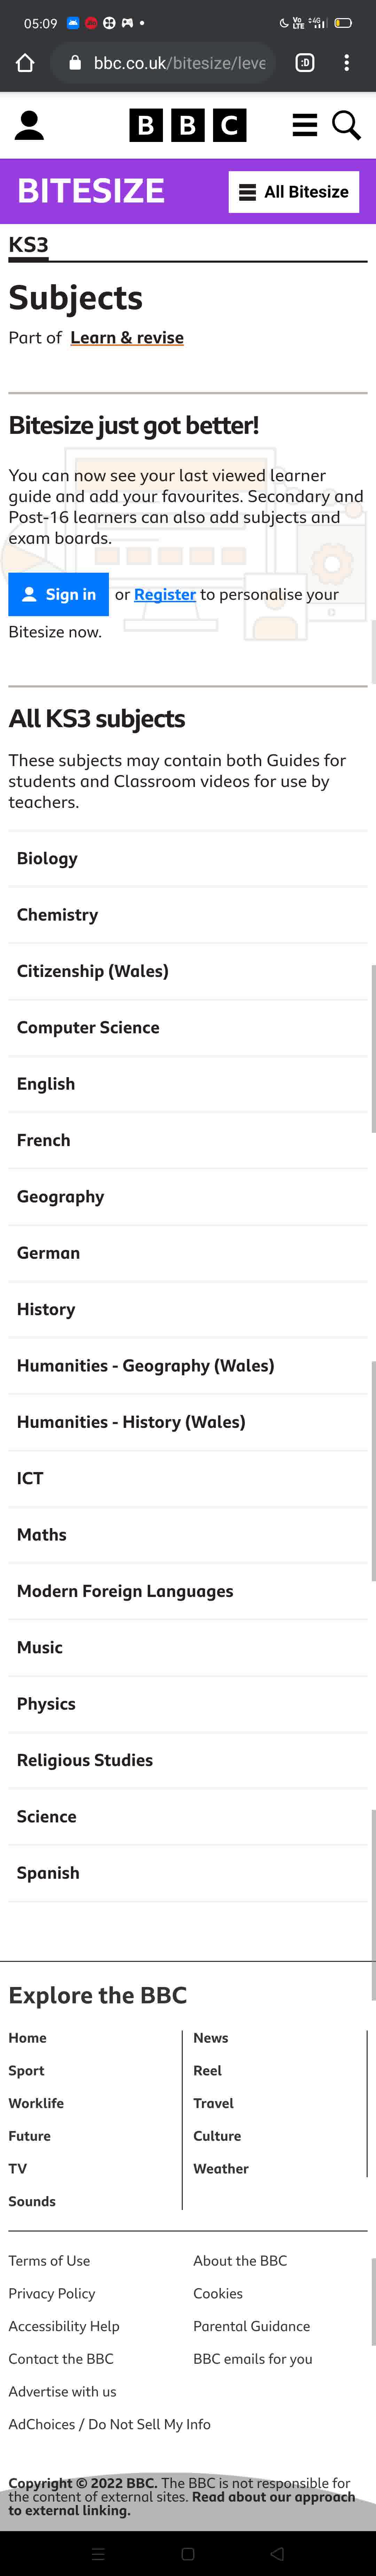 05:09
Vo LTE 4G
bbc.co.uk/bitesize/leve
:D
BBC
BITESIZE
All Bitesize
KS3
Subjects
Part of Learn & revise
Bitesize just got better!
You can now see your last viewed learner
guide and add your favourites. Secondary and
Post-16 learners can also add subjects and
exam boards.
Sign in or Register to personalise your
Bitesize now.
All KS3 subjects
These subjects may contain both Guides for
students and Classroom videos for use by
teachers.
Biology
Chemistry
Citizenship (Wales)
Computer Science
English
French
Geography
German
History
Humanities - Geography (Wales)
Humanities - History (Wales)
ICT
Maths
Modern Foreign Languages
Music
Physics
Religious Studies
Science
Spanish
Explore the BBC
Home
News
Sport
Reel
Worklife
Travel
Future
Culture
TV
Weather
Sounds
Terms of Use
About the BBC
Privacy Policy
Cookies
Accessibility Help
Parental Guidance
Contact the BBC
BBC emails for you
Advertise with us
AdChoices / Do Not Sell My Info
Copyright © 2022 BBC. The BBC is not responsible for
the content of external sites. Read about our approach
to external linking.